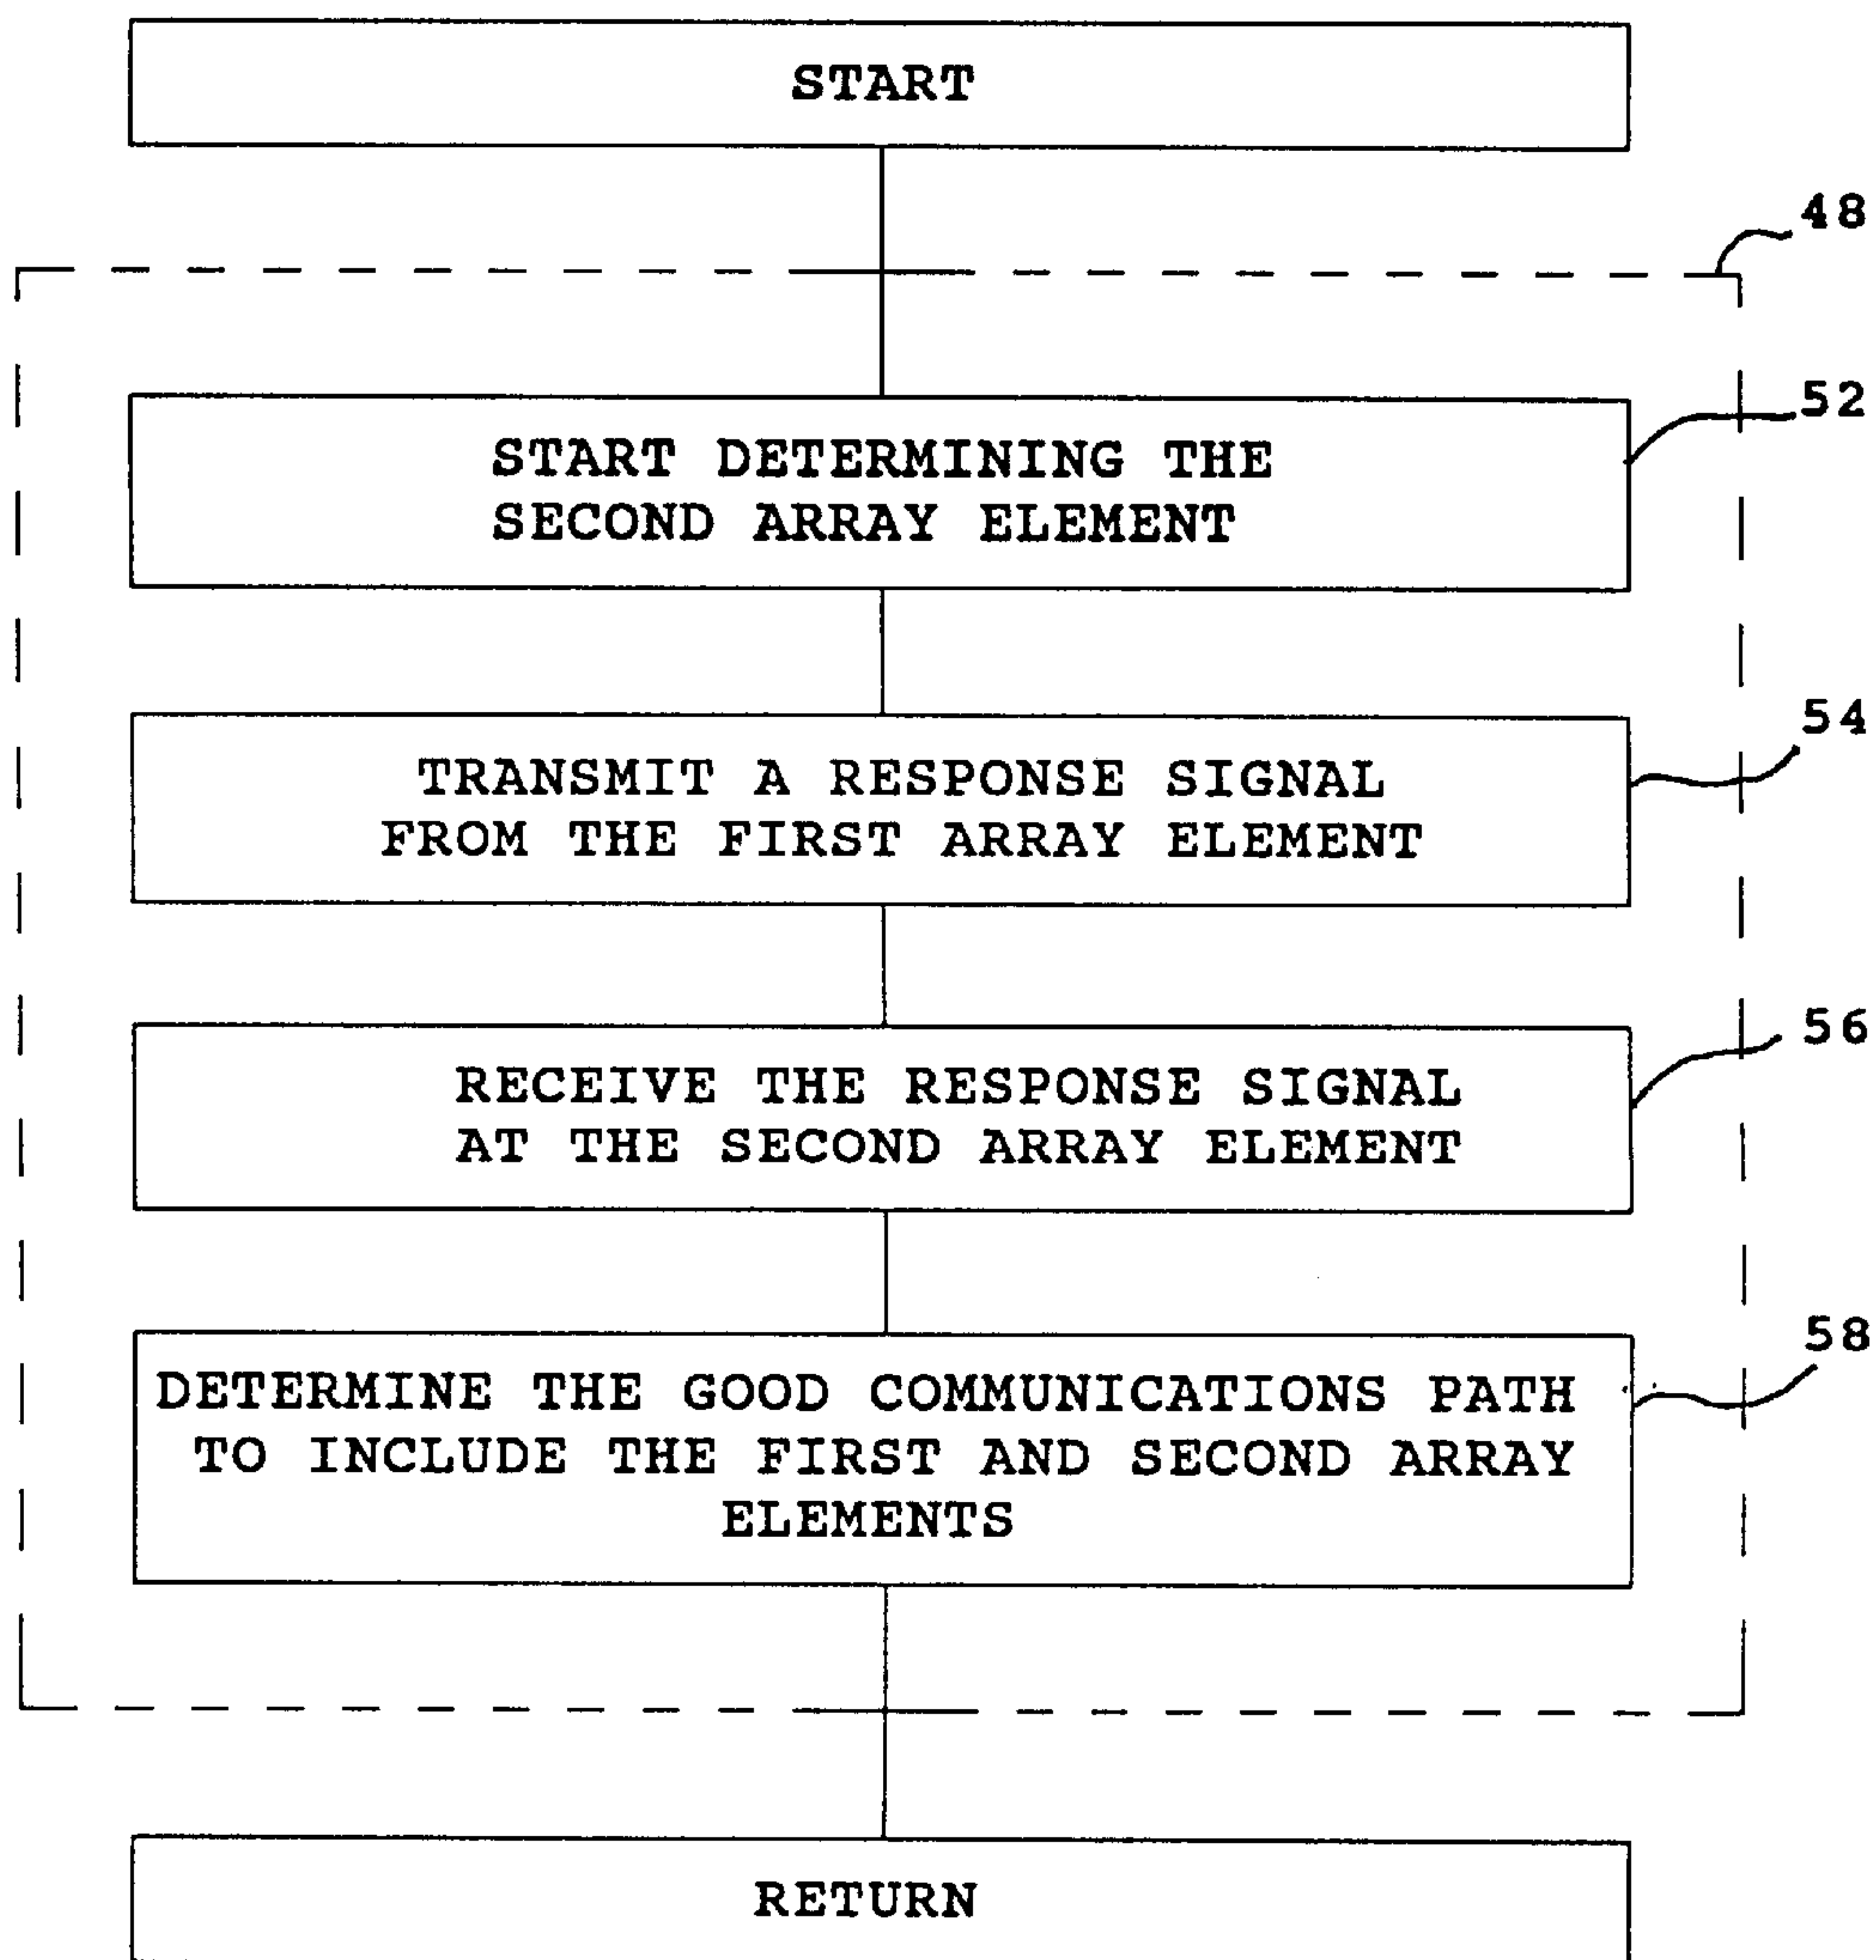 START
48
52
START DETERMINING THE
SECOND ARRAY ELEMENT
54
TRANSMIT A RESPONSE SIGNAL
FROM THE FIRST ARRAY ELEMENT
56
RECEIVE THE RESPONSE SIGNAL
AT THE SECOND ARRAY ELEMENT
58
DETERMINE THE GOOD COMMUNICATIONS PATH
TO INCLUDE THE FIRST AND SECOND ARRAY
ELEMENTS
RETURN